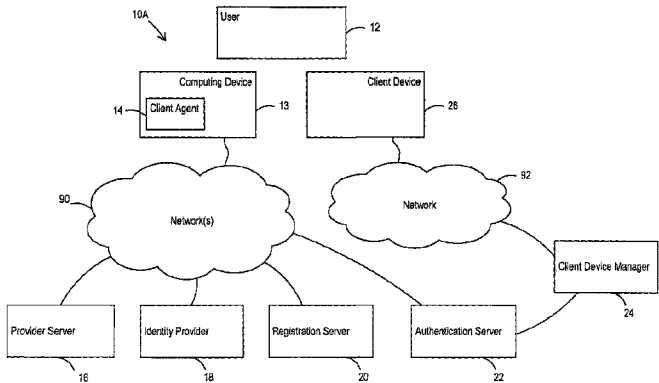 10A
User
12
Computing Device
Client Device
14
Client Agent
13
26
90
92
Network(s)
Network
Client Device Manager
24
Provider Server
Identity Provider
Registration Server
Authentication Server
16
18
20
22